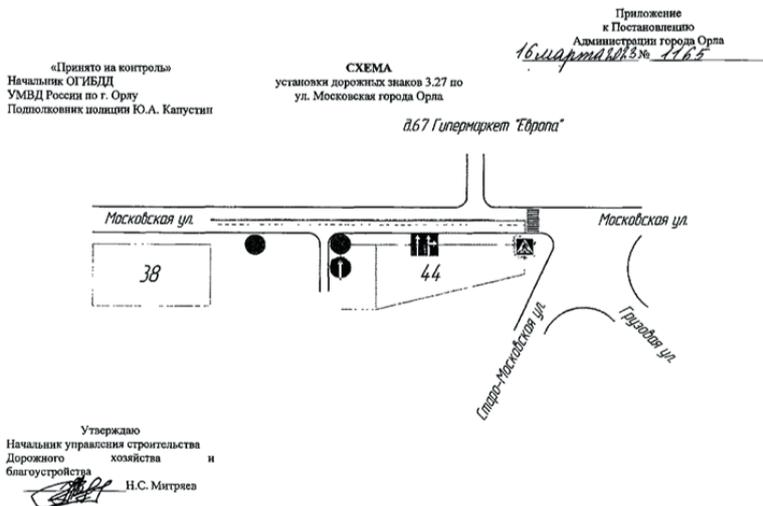 Приложение
к Постановлению
Администрации города Орла
16 марта 2023 № 1165
«Принято на контроль»
Начальник ОГИБДД
УМВД России по г. Орлу
Подполковник полиции Ю.А. Капустин
СХЕМА
установки дорожных знаков 3.27 по
ул. Московская города Орла
д.67 Гипермаркет "Европа"
Московская ул.
Московская ул.
38
44
Старо-Московская ул.
Грузовая ул.
Утверждаю
Начальник управления строительства
Дорожного хозяйства и
благоустройства
Н.С. Митряев